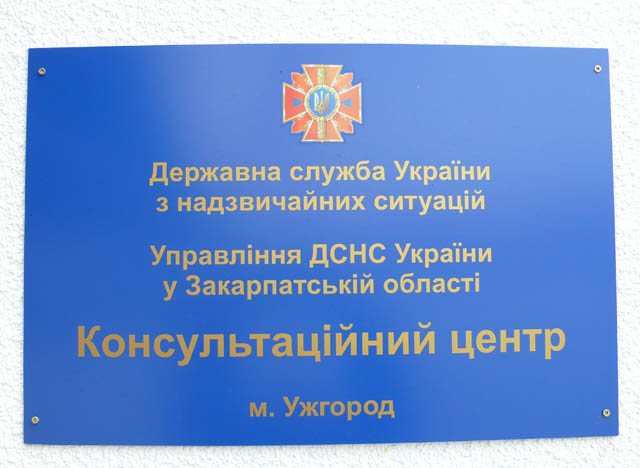 Державна служба України
з надзвичайних ситуацій
Управління ДСНС України
у Закарпатській області
Консультаційний центр
м. Ужгород